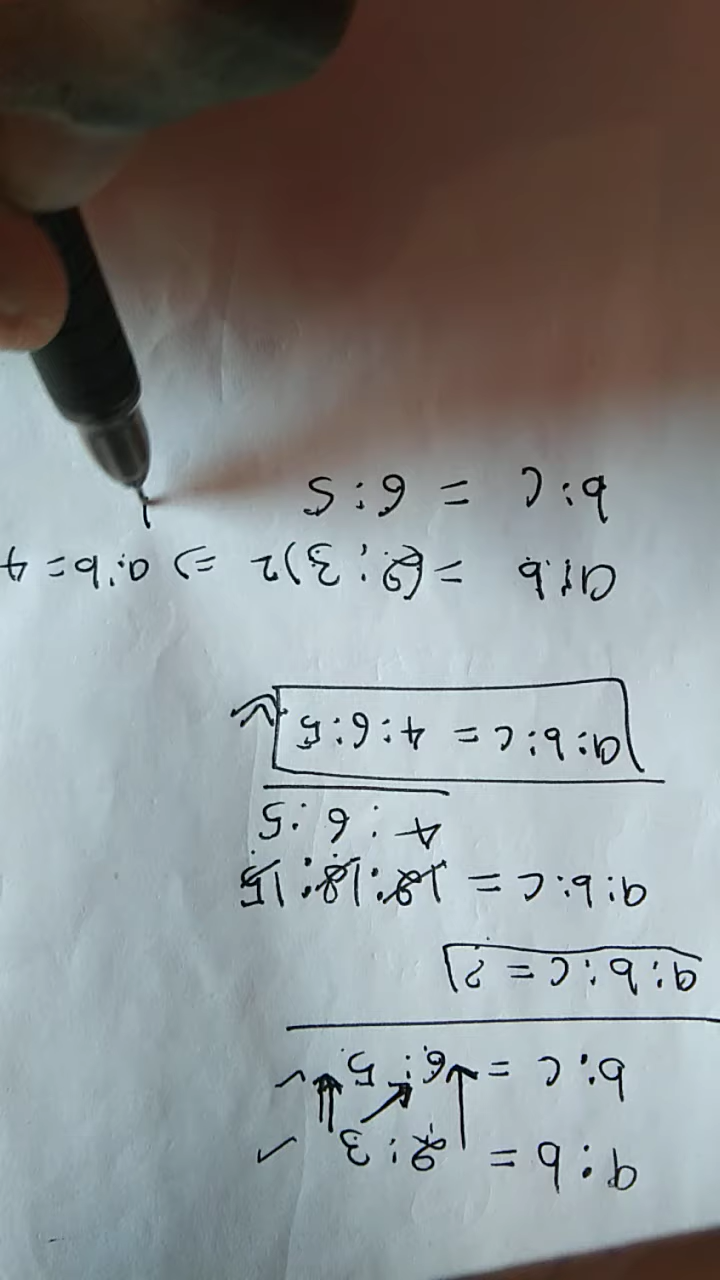 a:b = 2:3 ✓
b:c = 6:5 ✓
a:b:c = ?
a:b:c = 12:18:15
4:6:5
a:b:c = 4:6:5
a:b = (2:3)2 ⇒ a:b = 4
b:c = 6:5